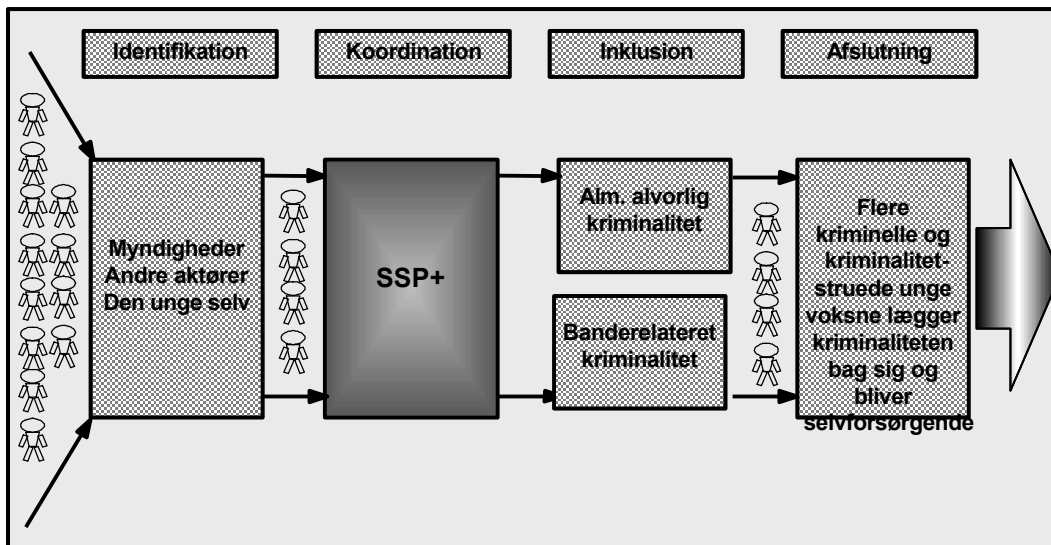 Identifikation
Koordination
Inklusion
Afslutning
Myndigheder
Andre aktører
Den unge selv
SSP+
Alm. alvorlig
kriminalitet
Banderelateret
kriminalitet
Flere
kriminelle og
kriminalitet-
struede unge
voksne lægger
kriminaliteten
bag sig og
bliver
selvforsørgende